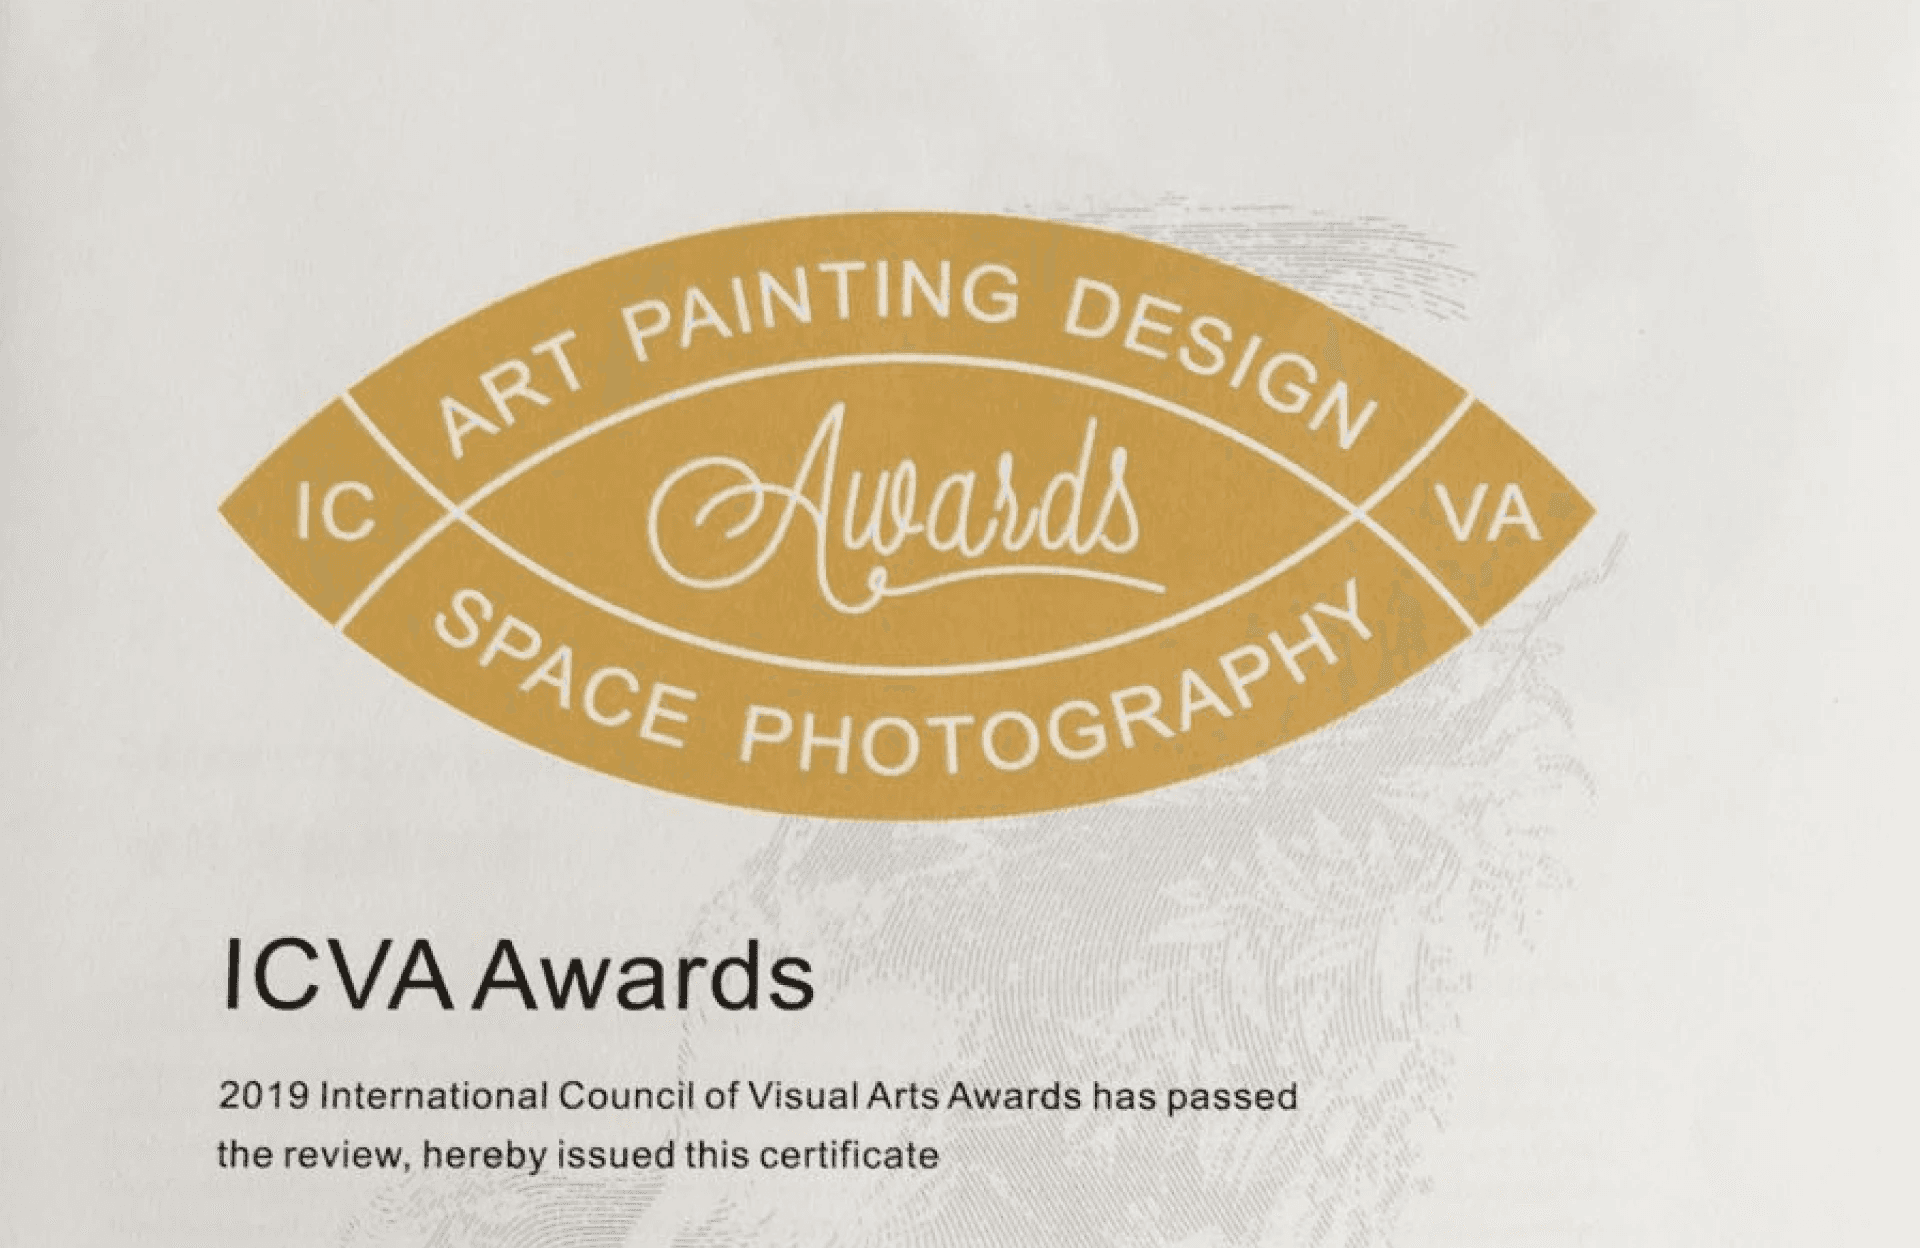 ART PAINTING DESIGN
IC
Awards
VA
SPACE PHOTOGRAPHY
ICVA Awards
2019 International Council of Visual Arts Awards has passed
the review, hereby issued this certificate